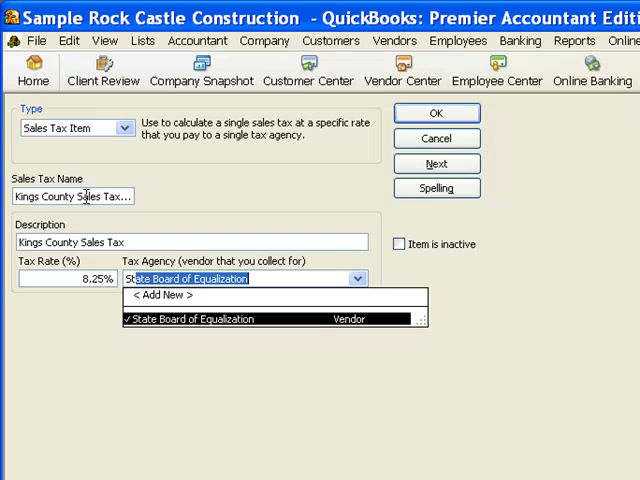 Sample Rock Castle Construction - QuickBooks: Premier Accountant Editi
File Edit View Lists Accountant Company Customers Vendors Employees Banking Reports Online
Home Client Review Company Snapshot Customer Center Vendor Center Employee Center Online Banking
Type
Sales Tax Item
Use to calculate a single sales tax at a specific rate
that you pay to a single tax agency.
OK
Cancel
Next
Spelling
Sales Tax Name
Kings County Sales Tax...
Description
Kings County Sales Tax
Item is inactive
Tax Rate (%) Tax Agency (vendor that you collect for)
8.25% State Board of Equalization
< Add New >
✓ State Board of Equalization Vendor